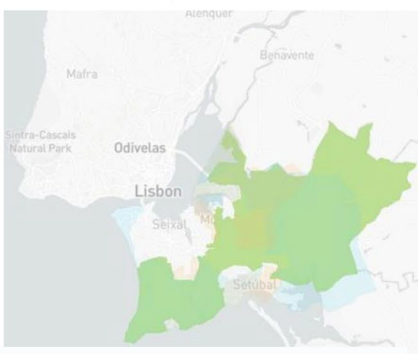 Alenquer
Benavente
Mafra
Sintra-Cascais
Natural Park
Odivelas
Lisbon
Seixal
Setúbal